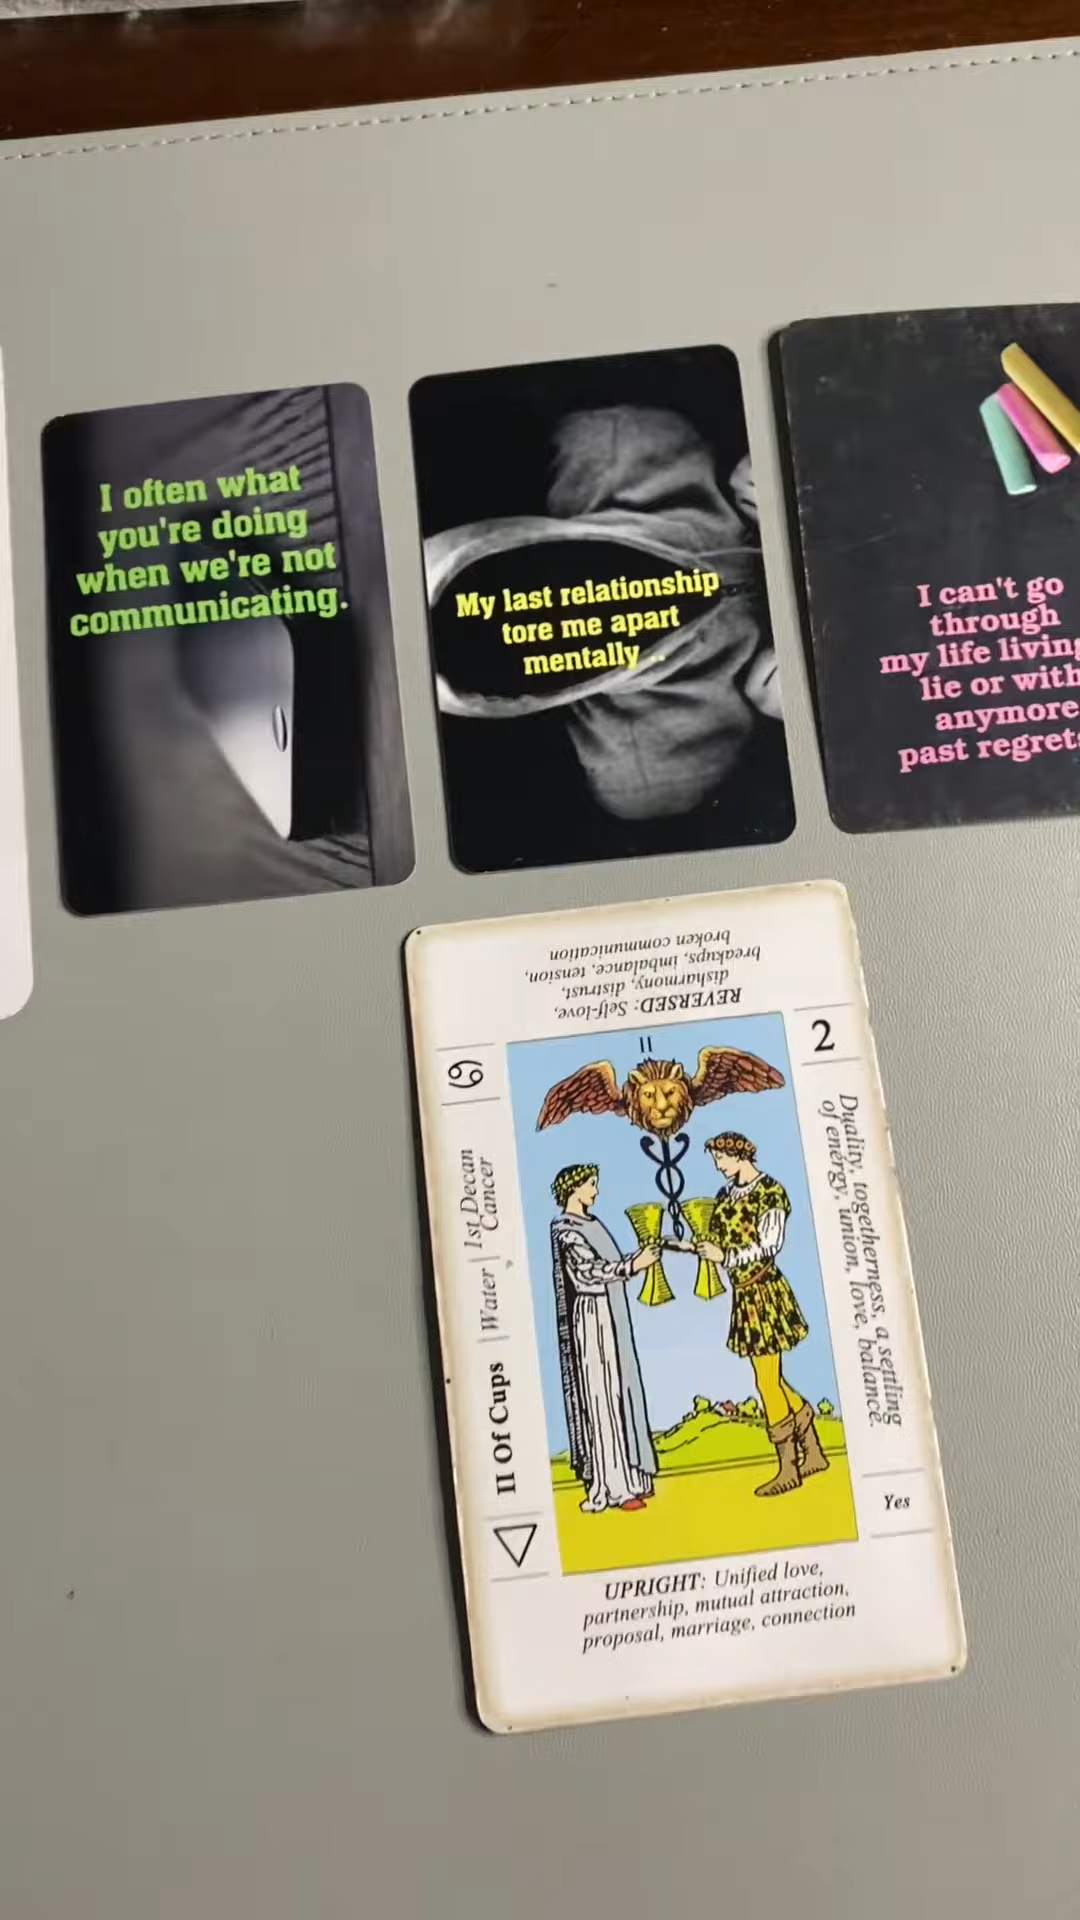 I often what
you're doing
when we're not
communicating.
My last relationship
tore me apart
mentally ..
I can't go
through
my life living
lie or with
anymore
past regrets
REVERSED: Self-love,
disharmony, distrust,
breakups, imbalance, tension,
broken communication
II
2
Duality, togetherness, a settling
of energy, union, love, balance.
Yes
II Of Cups | Water | 1st Decan
Cancer
UPRIGHT: Unified love,
partnership, mutual attraction,
proposal, marriage, connection